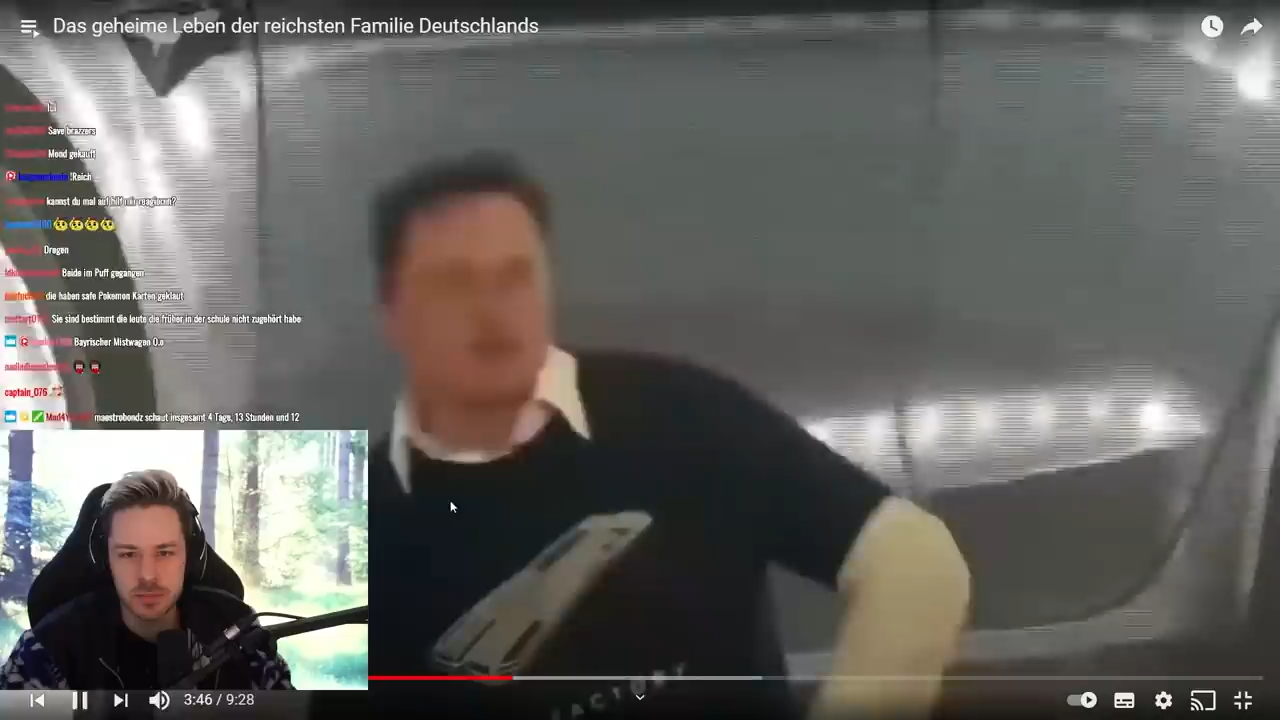 Das geheime Leben der reichsten Familie Deutschlands
Save brazzers
Mond gekauft
!Reich
kannst du mal auf hilf mir reagieren?
Drogen
Beide im Puff gegangen
die haben safe Pokemon Karten geklaut
Sie sind bestimmt die leute die früher in der schule nicht zugehört habe
Bayrischer Mistwagen O.o
captain_076
maestrobondz schaut insgesamt 4 Tage, 13 Stunden und 12
ACTORY
3:46 / 9:28